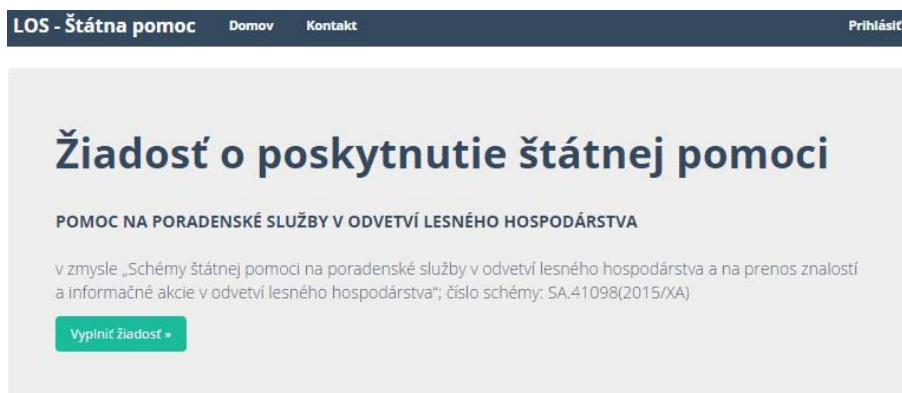 LOS - Štátna pomoc Domov Kontakt Prihlásiť
Žiadosť o poskytnutie štátnej pomoci
POMOC NA PORADENSKÉ SLUŽBY V ODVETVÍ LESNÉHO HOSPODÁRSTVA
v zmysle „Schémy štátnej pomoci na poradenské služby v odvetví lesného hospodárstva a na prenos znalostí
a informačné akcie v odvetví lesného hospodárstva“; číslo schémy: SA.41098(2015/XA)
Vyplniť žiadosť »